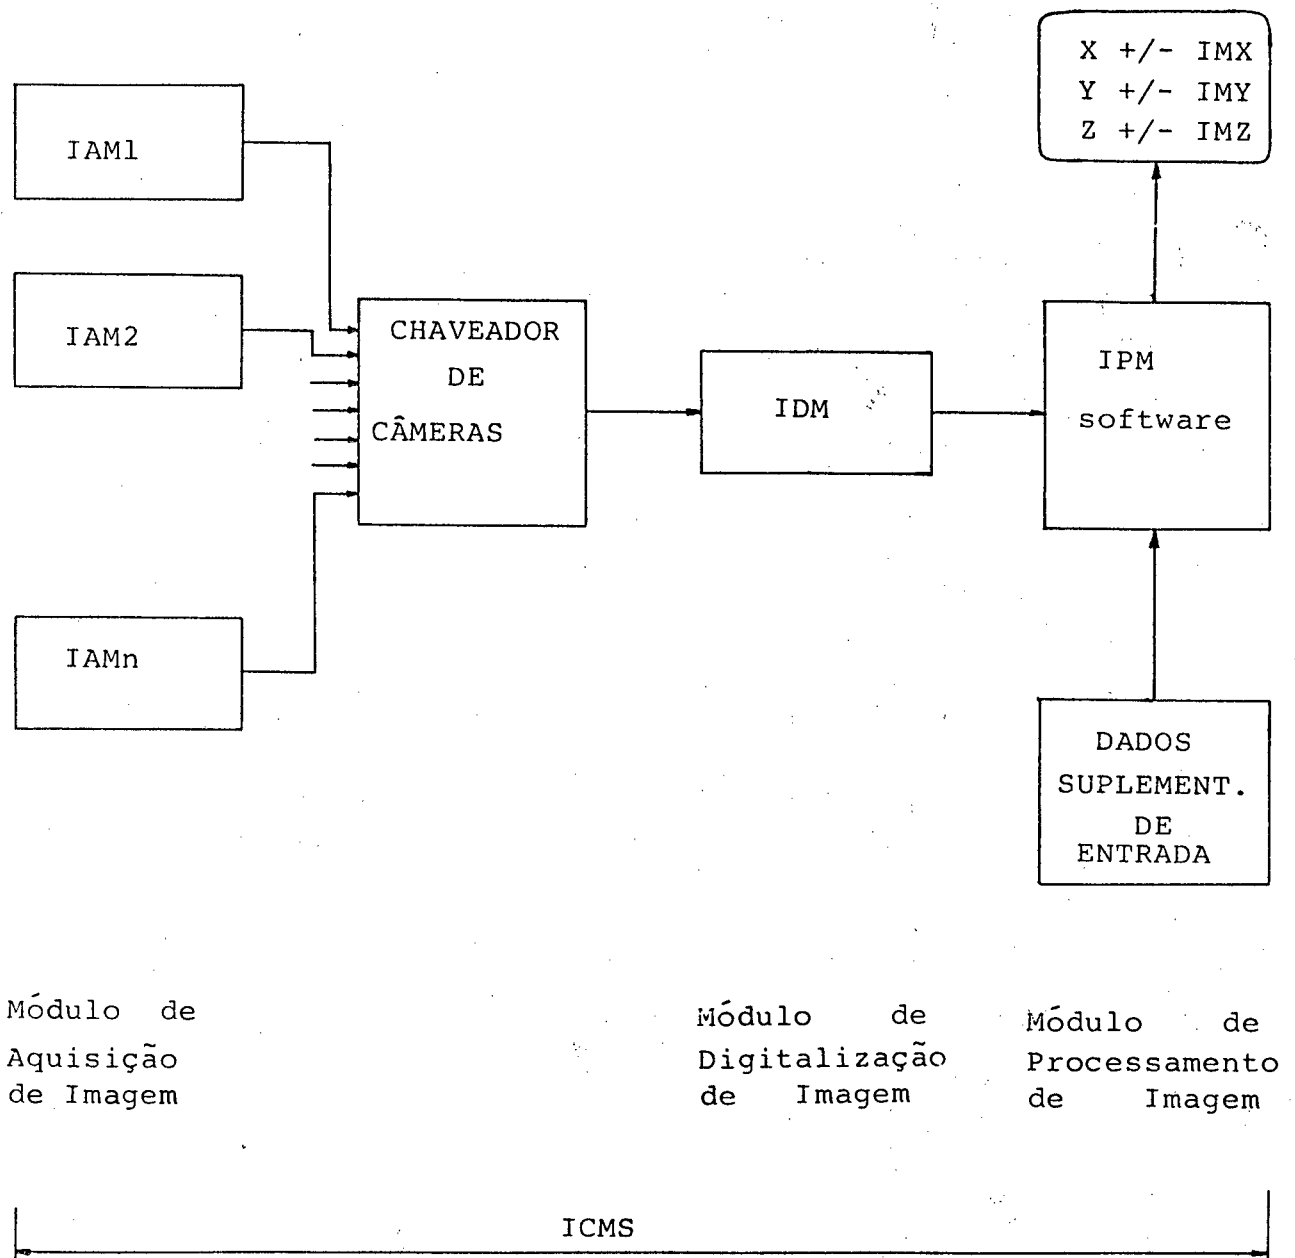 X +/- IMX
Y +/- IMY
Z +/- IMZ
IAM1
IAM2
IAMn
CHAVEADOR
DE
CÂMERAS
IDM
IPM
software
DADOS
SUPLEMENT.
DE
ENTRADA
Módulo de
Aquisição
de Imagem
Módulo de
Digitalização
de Imagem
Módulo de
Processamento
de Imagem
ICMS